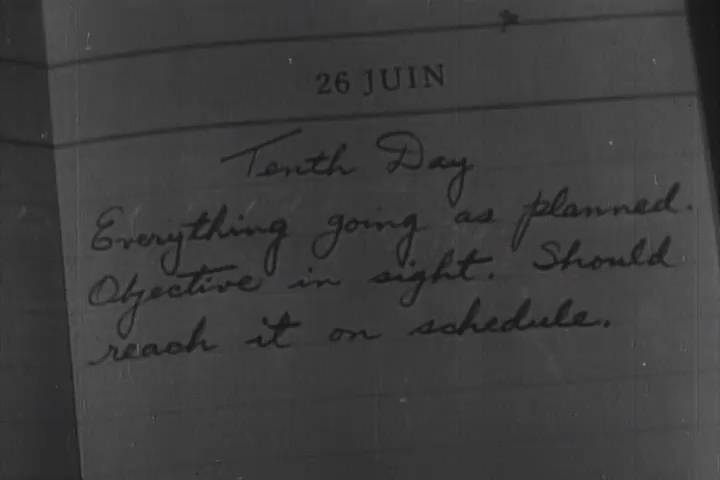 26 JUIN
Tenth Day
Everything going as planned.
Objective in sight. Should
reach it on schedule.